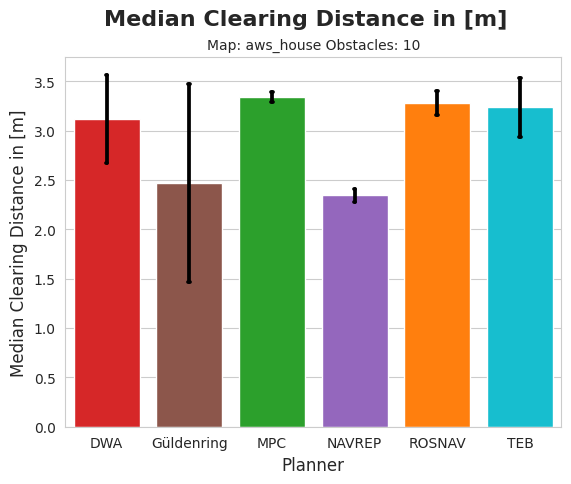 Median Clearing Distance in [m]
Map: aws_house Obstacles: 10
Median Clearing Distance in [m]
3.5
3.0
2.5
2.0
1.5
1.0
0.5
0.0
DWA Güldenring MPC NAVREP ROSNAV TEB
Planner